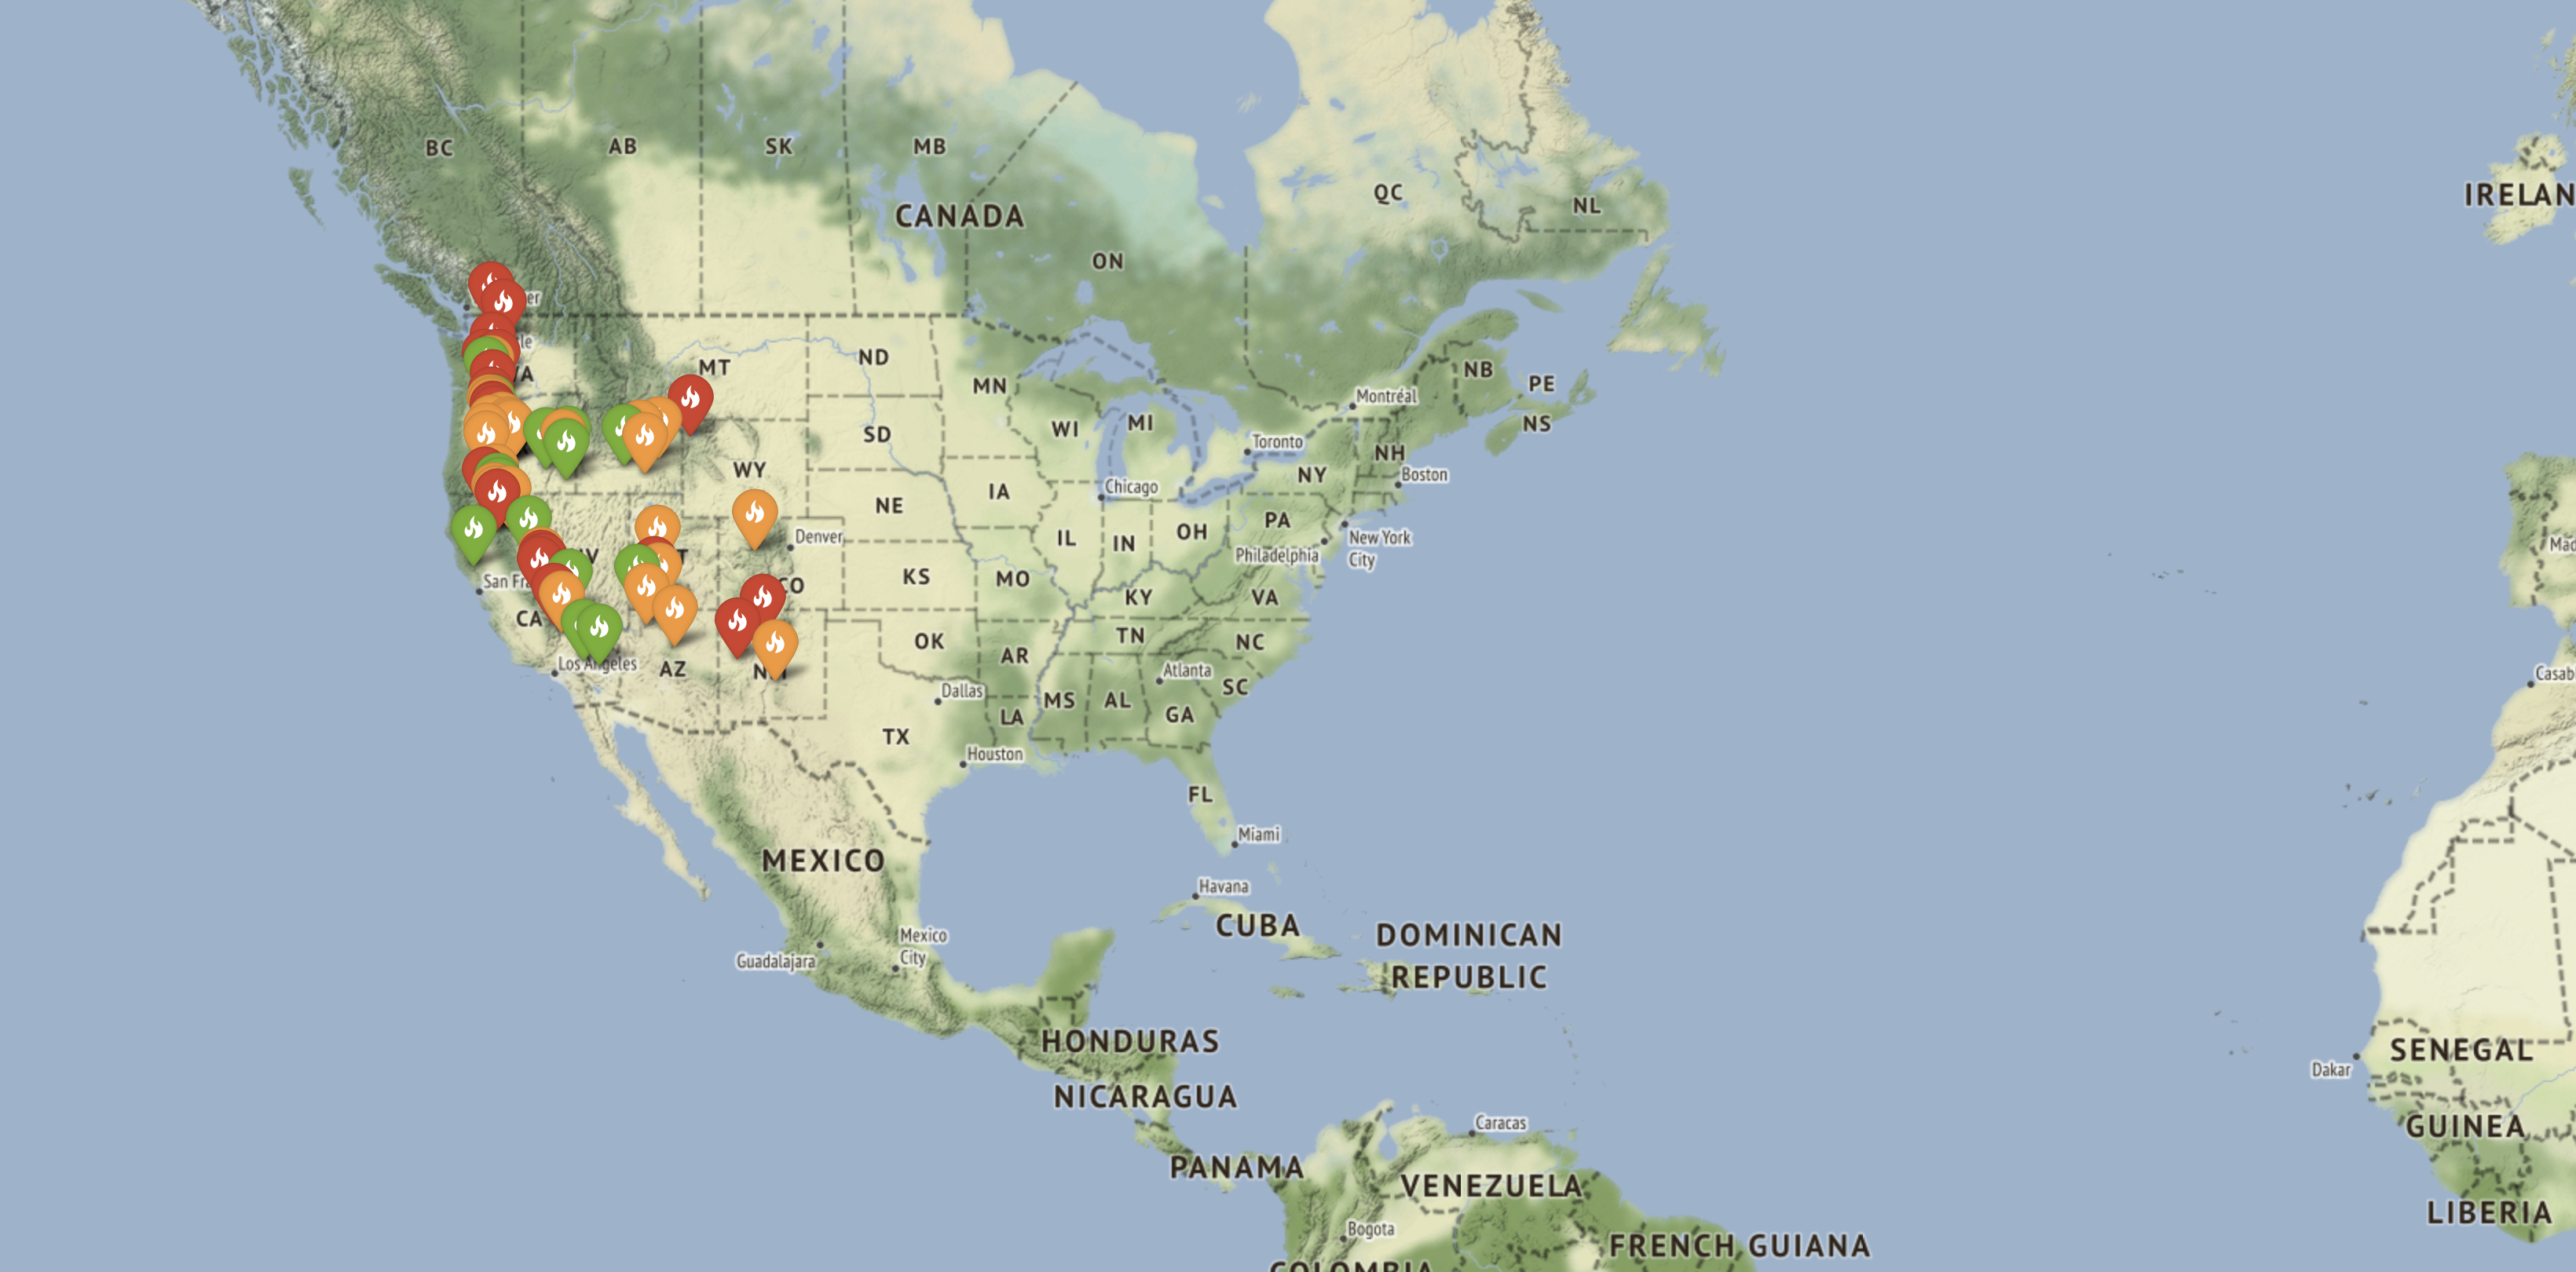 IRELAN
BC
AB
SK
MB
CANADA
QC
NL
ON
MT
ND
MN
NB
PE
NS
Montréal
WI
MI
Toronto
NH
Boston
SD
NY
WY
IA
Chicago
NE
PA
New York
City
Denver
IL
IN
OH
Philadelphia
San Fr
CO
KS
MO
KY
VA
CA
OK
TN
NC
Los Angeles
AZ
AR
Atlanta
SC
Dallas
MS
AL
GA
LA
TX
Houston
FL
Miami
MEXICO
Havana
CUBA
DOMINICAN
REPUBLIC
Mexico
City
Guadalajara
HONDURAS
NICARAGUA
PANAMA
Caracas
VENEZUELA
Bogota
FRENCH GUIANA
COLOMBIA
Mad
Casab
Dakar
SENEGAL
GUINEA
LIBERIA